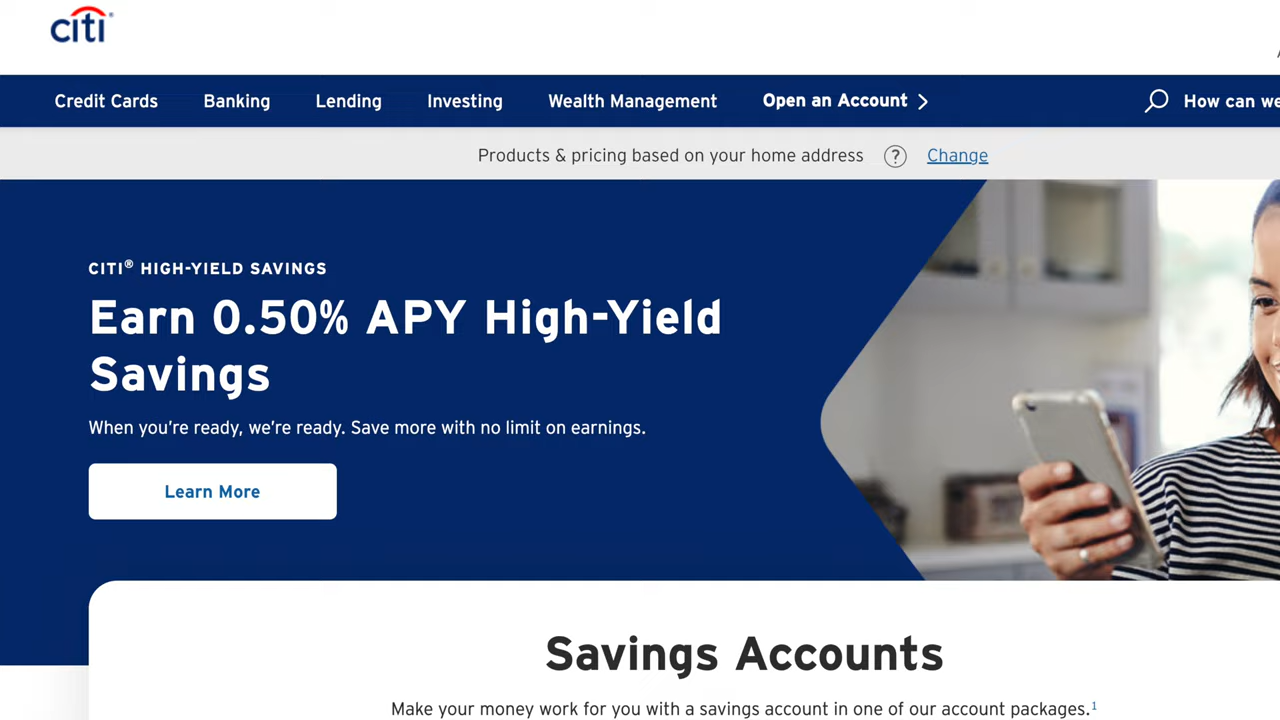 citi®
Credit Cards Banking Lending Investing Wealth Management Open an Account How can we
Products & pricing based on your home address ? Change
CITI® HIGH-YIELD SAVINGS
Earn 0.50% APY High-Yield
Savings
When you're ready, we're ready. Save more with no limit on earnings.
Learn More
Savings Accounts
Make your money work for you with a savings account in one of our account packages.1